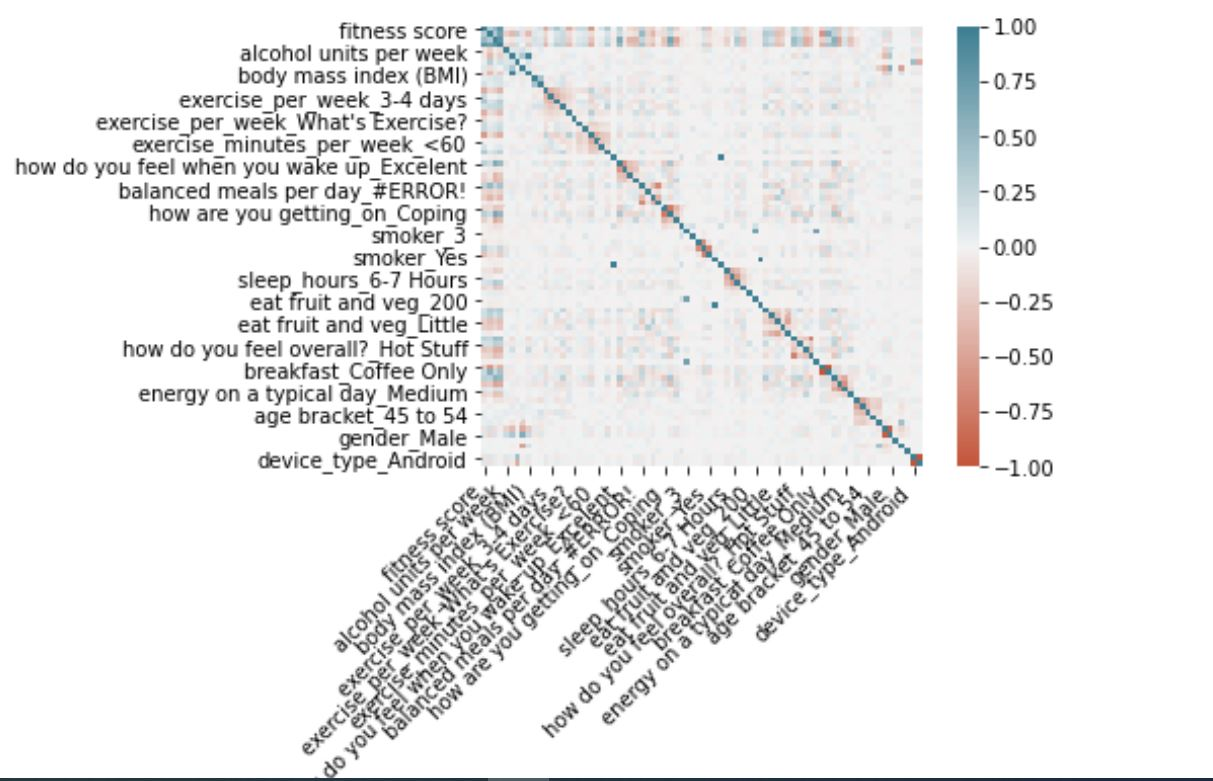 fitness score
alcohol units per week
body mass index (BMI)
exercise_per_week_3-4 days
exercise_per_week_What's Exercise?
exercise_minutes_per_week_<60
how do you feel when you wake up_Excelent
balanced meals per day_#ERROR!
how are you getting_on_Coping
smoker_3
smoker_Yes
sleep_hours_6-7 Hours
eat fruit and veg_200
eat fruit and veg_Little
how do you feel overall?_Hot Stuff
breakfast_Coffee Only
energy on a typical day_Medium
age bracket_45 to 54
gender_Male
device_type_Android
1.00
0.75
0.50
0.25
0.00
−0.25
−0.50
−0.75
−1.00
fitness score
alcohol units per week
body mass index (BMI)
exercise_per_week_3-4 days
exercise_per_week_What's Exercise?
exercise_minutes_per_week_<60
do you feel when you wake up_Excelent
balanced meals per day_#ERROR!
how are you getting_on_Coping
smoker_3
smoker_Yes
sleep_hours_6-7 Hours
eat fruit and veg_200
eat fruit and veg_Little
how do you feel overall?_Hot Stuff
breakfast_Coffee Only
energy on a typical day_Medium
age bracket_45 to 54
gender_Male
device_type_Android